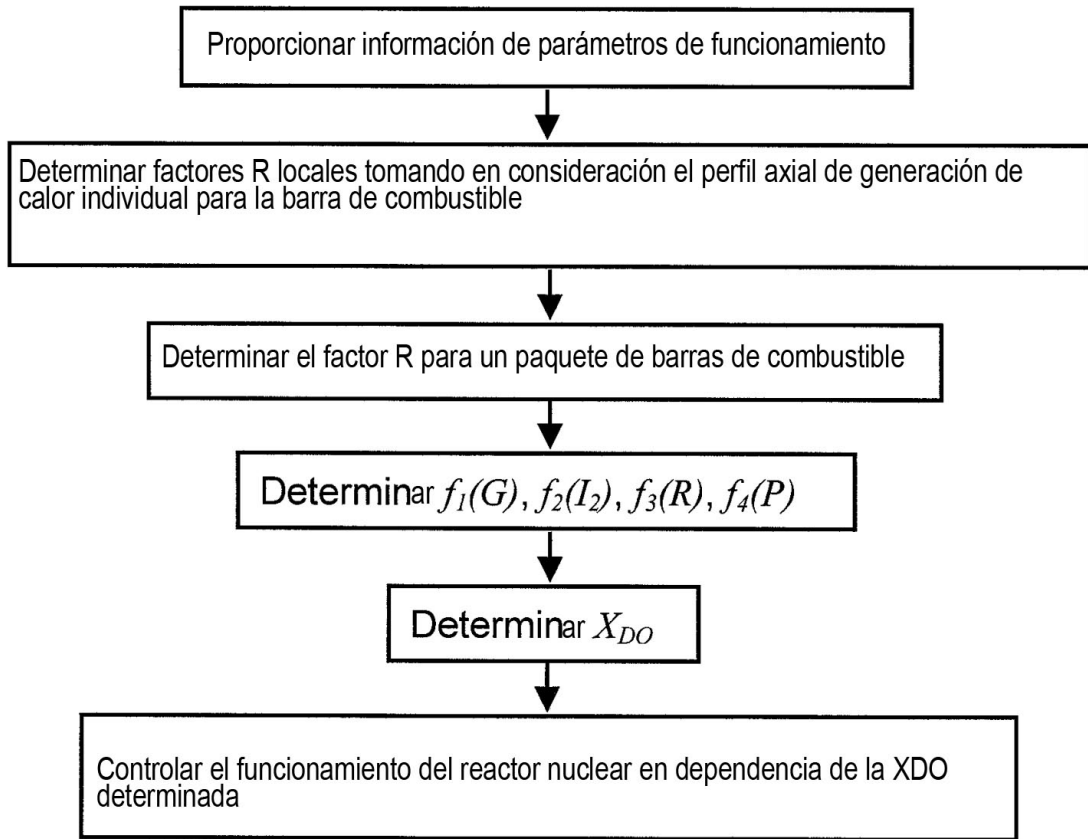 Proporcionar información de parámetros de funcionamiento
Determinar factores R locales tomando en consideración el perfil axial de generación de
calor individual para la barra de combustible
Determinar el factor R para un paquete de barras de combustible
Determinar f₁(G), f₂(I₂), f₃(R), f₄(P)
Determinar X_DO
Controlar el funcionamiento del reactor nuclear en dependencia de la XDO
determinada